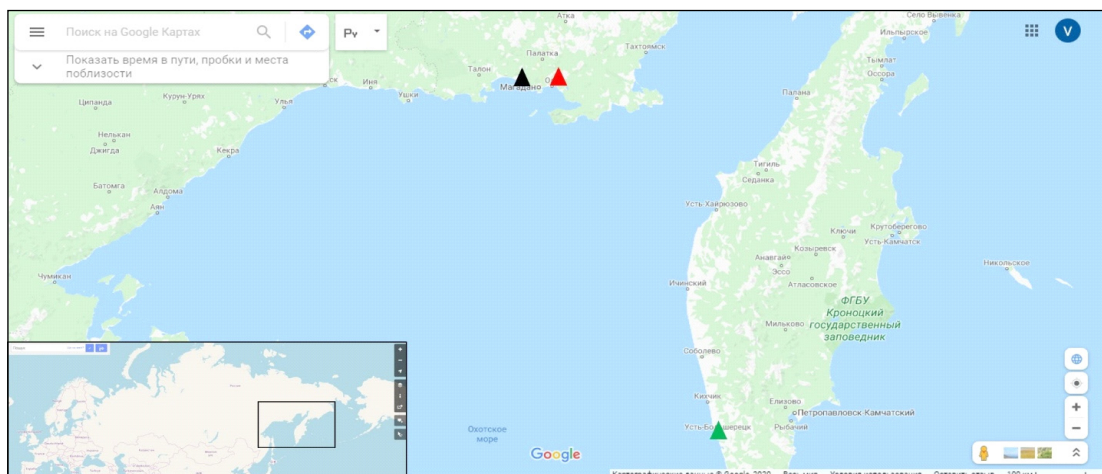 Поиск на Google Картах
Показать время в пути, пробки и места
поблизости
Ру
V
Атка
Село Вывенка
Ильпырское
Тахтоямск
Палатка
Тымлат
Талон
Оссора
Иня
Магадан
Палана
Ушки
Курун-Урях
Улья
Ципанда
Нелькан
Джигда
Кекра
Тигиль
Седанка
Батомга
Алдома
Аян
Усть-Хайрюзово
Крутоберегово
Ключи
Усть-Камчатск
Козыревск
Анавгай
Эссо
Никольское
Чумикан
Ичинский
Атласовское
ФГБУ
Кроноцкий
государственный
заповедник
Мильково
Соболево
Кихчик
Елизово
Петропавловск-Камчатский
Рыбачий
Охотское
море
Google